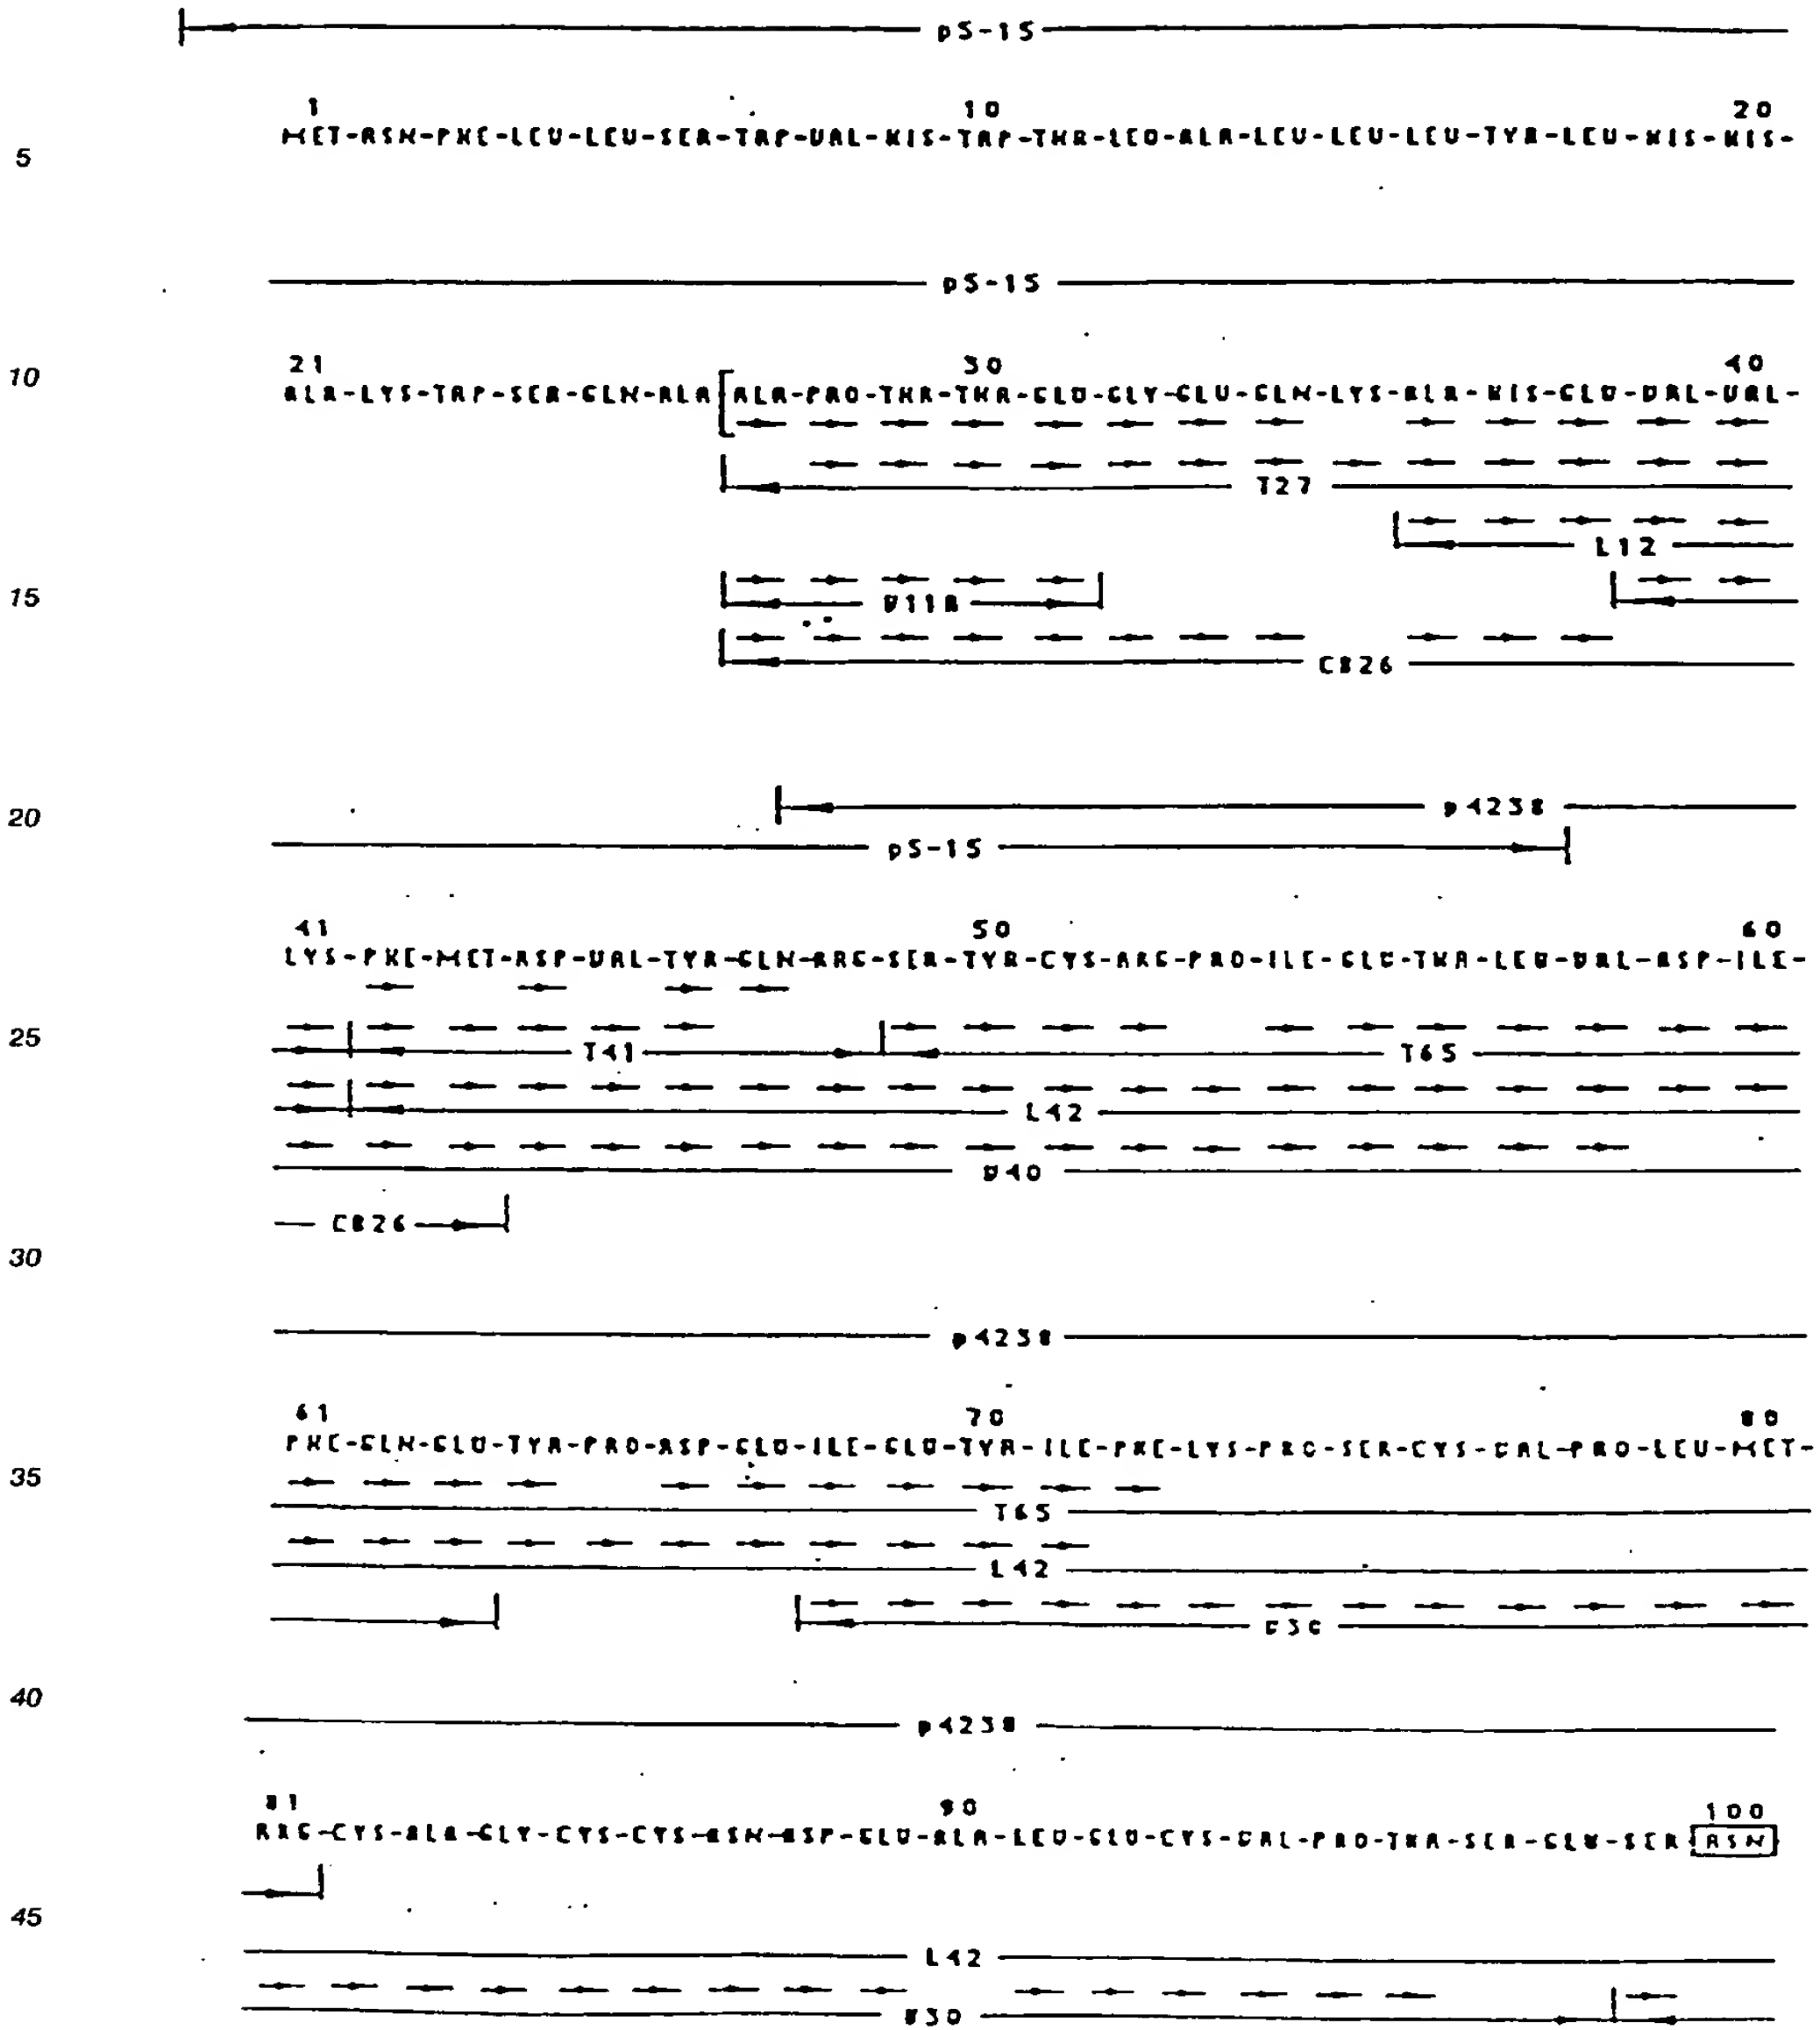 pS-15
1 10 20
MET-ASN-PHE-LEU-LEU-SER-TRP-VAL-HIS-TRP-THR-LEU-ALA-LEU-LEU-LEU-TYR-LEU-HIS-HIS-
5
pS-15
21 30 40
10
ALA-LYS-TRP-SER-GLN-ALA[ALA-PRO-THR-THR-GLU-GLY-GLU-GLN-LYS-ALA-HIS-GLU-VAL-VAL-
T27
L12
15
V11A
CB26
20
p4238
pS-15
41 50 60
LYS-PHE-MET-ASP-VAL-TYR-GLN-ARG-SER-TYR-CYS-ARG-PRO-ILE-GLU-THR-LEU-VAL-ASP-ILE-
25
T41 T65
L42
V40
CB26
30
p4238
61 70 80
PHE-GLN-GLU-TYR-PRO-ASP-GLU-ILE-GLU-TYR-ILE-PHE-LYS-PRO-SER-CYS-VAL-PRO-LEU-MET-
35
T65
L42
40
p4238
81 90 100
ARG-CYS-ALA-GLY-CYS-CYS-ASN-ASP-GLU-ALA-LEU-GLU-CYS-VAL-PRO-THR-SER-GLU-SER-ASN
45
L42
V30